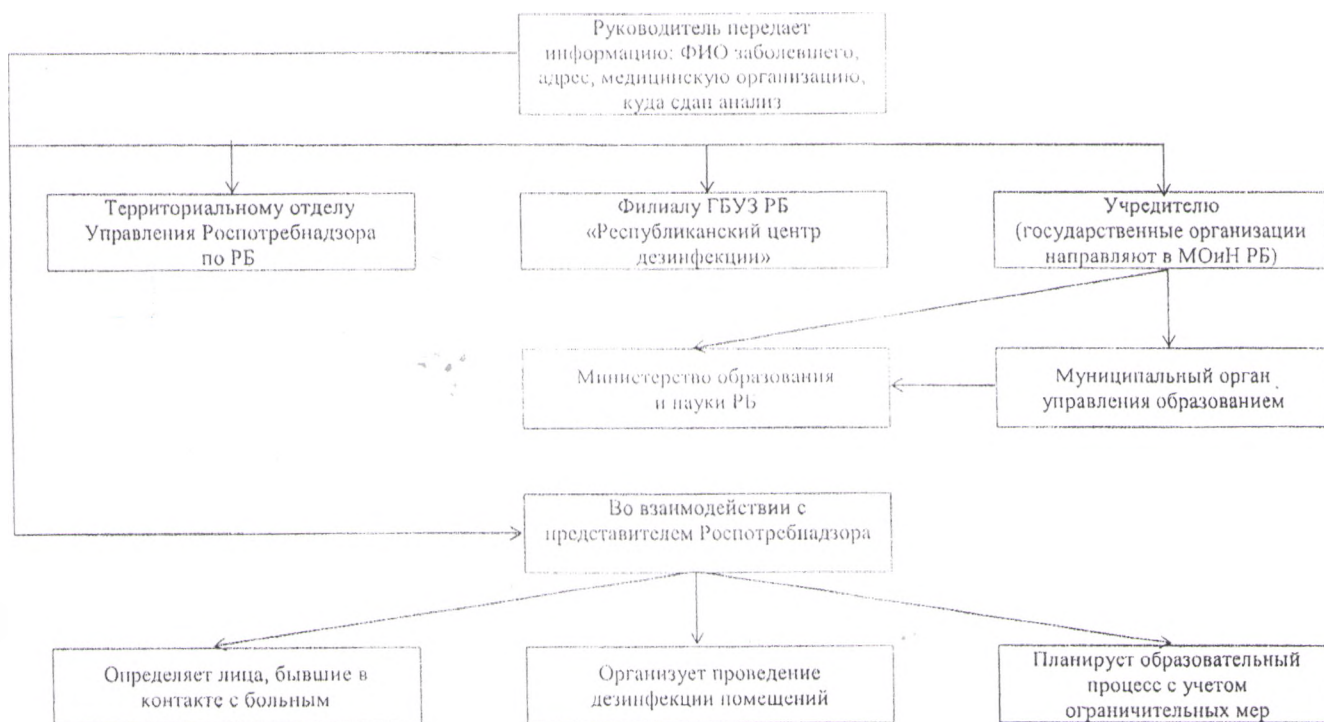 Руководитель передает
информацию: ФИО заболевшего,
адрес, медицинскую организацию,
куда сдан анализ
Территориальному отделу
Управления Роспотребнадзора
по РБ
Филиалу ГБУЗ РБ
«Республиканский центр
дезинфекции»
Учредителю
(государственные организации
направляют в МОиН РБ)
Министерство образования
и науки РБ
Муниципальный орган
управления образованием
Во взаимодействии с
представителем Роспотребнадзора
Определяет лица, бывшие в
контакте с больным
Организует проведение
дезинфекции помещений
Планирует образовательный
процесс с учетом
ограничительных мер